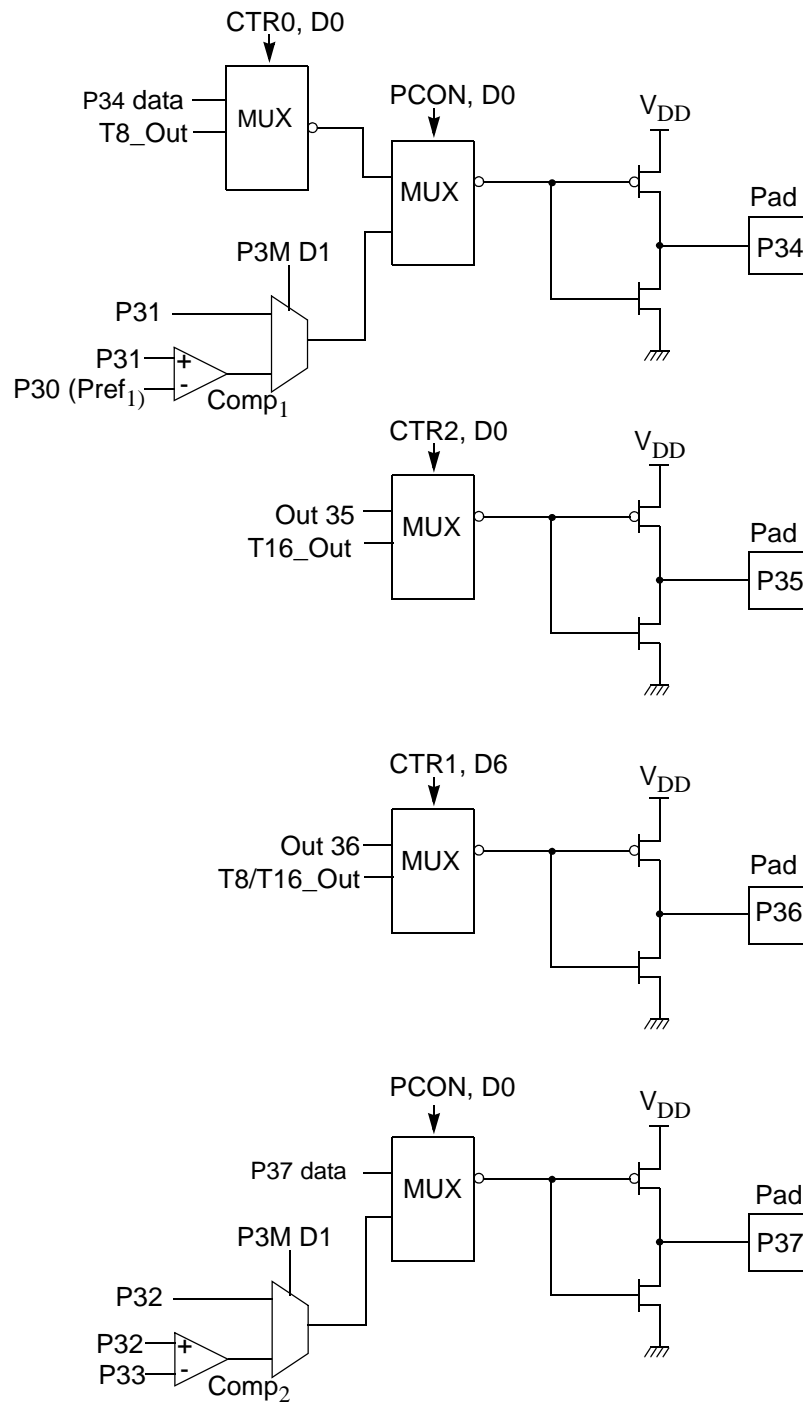 CTR0, D0
P34 data
T8_Out
MUX
PCON, D0
MUX
VDD
Pad
P34
P3M D1
P31
P31
+
P30 (Pref1)
-
Comp1
CTR2, D0
Out 35
T16_Out
MUX
VDD
Pad
P35
CTR1, D6
Out 36
T8/T16_Out
MUX
VDD
Pad
P36
PCON, D0
P37 data
MUX
VDD
Pad
P37
P3M D1
P32
P32
+
P33
-
Comp2